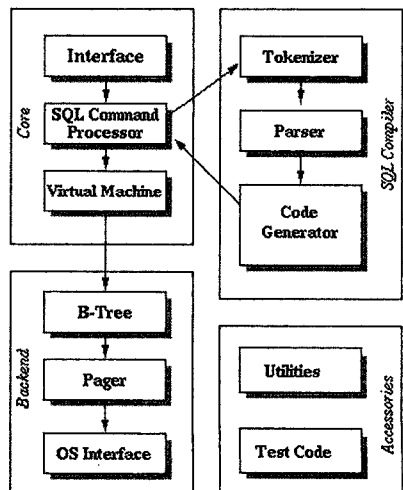 Core
Interface
SQL Command
Processor
Virtual Machine
SQL Compiler
Tokenizer
Parser
Code
Generator
Backend
B-Tree
Pager
OS Interface
Accessories
Utilities
Test Code